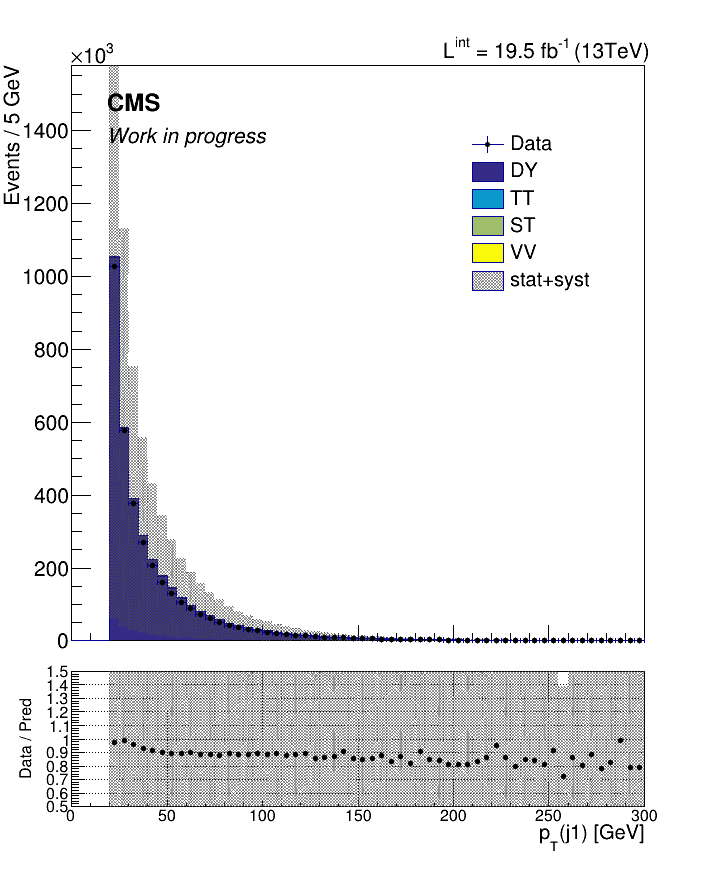 ×10³
L^int = 19.5 fb⁻¹ (13TeV)
Events / 5 GeV
CMS
Work in progress
1400
1200
1000
800
600
400
200
0
Data
DY
TT
ST
VV
stat+syst
Data / Pred
1.5
1.4
1.3
1.2
1.1
1
0.9
0.8
0.7
0.6
0.5
0 50 100 150 200 250 300
p_T(j1) [GeV]